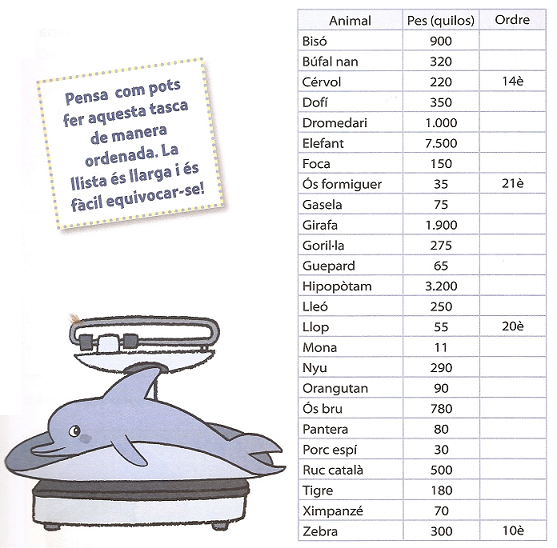 Pensa com pots
fer aquesta tasca
de manera
ordenada. La
llista és llarga i és
fàcil equivocar-se!
Animal Pes (quilos) Ordre
Bisó 900
Búfal nan 320
Cérvol 220 14è
Dofí 350
Dromedari 1.000
Elefant 7.500
Foca 150
Ós formiguer 35 21è
Gasela 75
Girafa 1.900
Goril·la 275
Guepard 65
Hipopòtam 3.200
Lleó 250
Llop 55 20è
Mona 11
Nyu 290
Orangutan 90
Ós bru 780
Pantera 80
Porc espí 30
Ruc català 500
Tigre 180
Ximpanzé 70
Zebra 300 10è